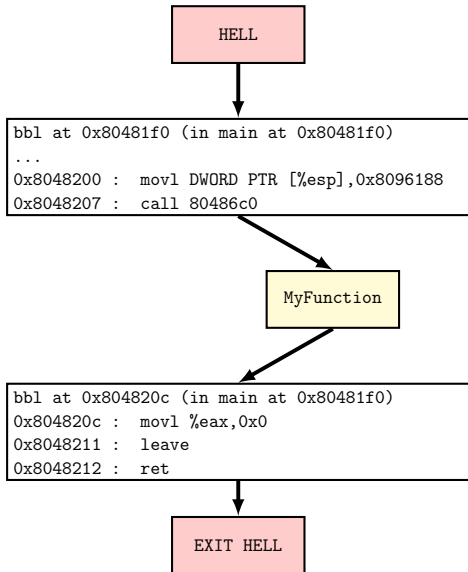 HELL
bbl at 0x80481f0 (in main at 0x80481f0)
...
0x8048200 :  movl DWORD PTR [%esp],0x8096188
0x8048207 :  call 80486c0
MyFunction
bbl at 0x804820c (in main at 0x80481f0)
0x804820c :  movl %eax,0x0
0x8048211 :  leave
0x8048212 :  ret
EXIT HELL